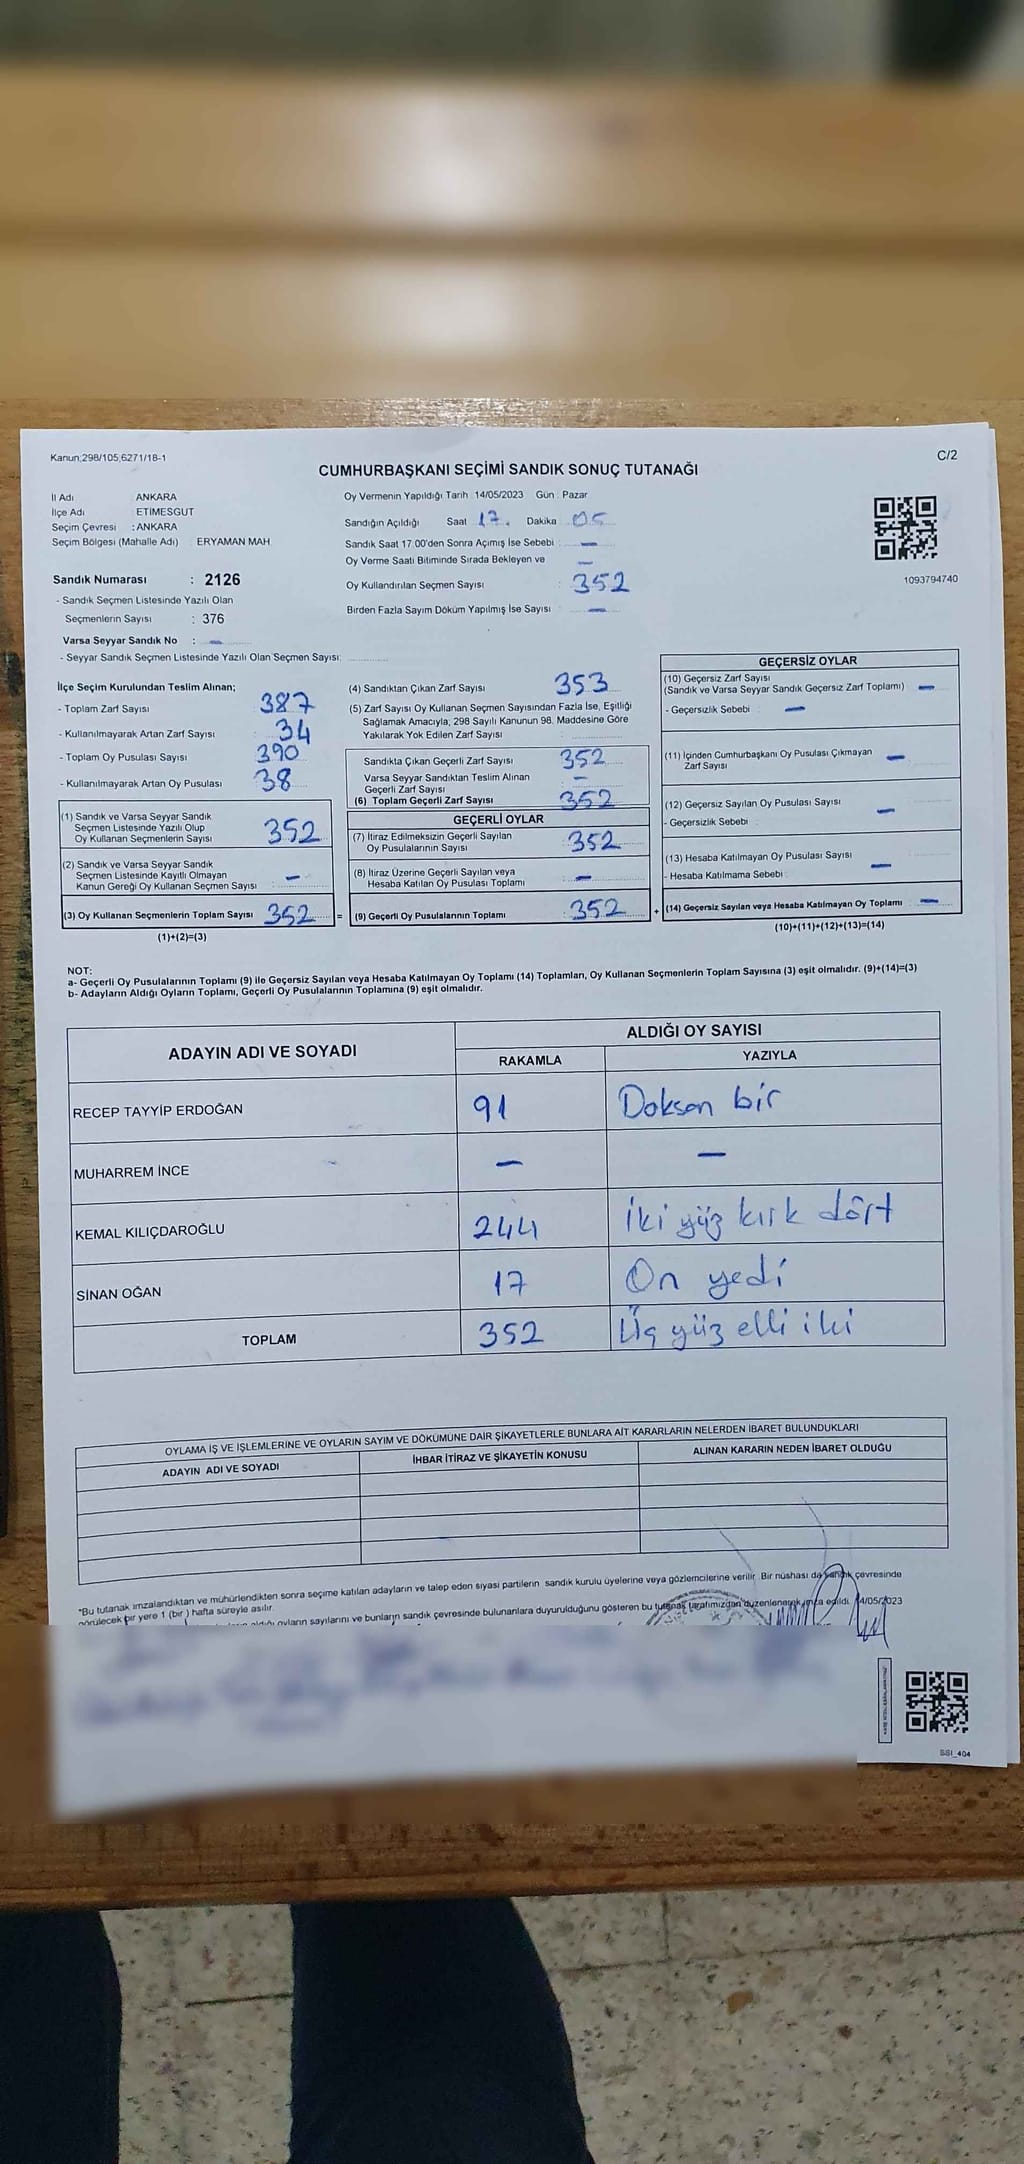 Kanun;298/105,6271/18-1
C/2
CUMHURBAŞKANI SEÇİMİ SANDIK SONUÇ TUTANAĞI
İl Adı ANKARA
İlçe Adı ETİMESGUT
Seçim Çevresi : ANKARA
Seçim Bölgesi (Mahalle Adı) ERYAMAN MAH.
Sandık Numarası : 2126
- Sandık Seçmen Listesinde Yazılı Olan
Seçmenlerin Sayısı : 376
Varsa Seyyar Sandık No : -
- Seyyar Sandık Seçmen Listesinde Yazılı Olan Seçmen Sayısı:
Oy Vermenin Yapıldığı Tarih 14/05/2023 Gün : Pazar
Sandığın Açıldığı Saat 17. Dakika 05
Sandık Saat 17.00'den Sonra Açımış İse Sebebi : -
Oy Verme Saati Bitiminde Sırada Bekleyen ve -
Oy Kullandırılan Seçmen Sayısı : 352
Birden Fazla Sayım Döküm Yapılmış İse Sayısı : -
1093794740
İlçe Seçim Kurulundan Teslim Alınan;
- Toplam Zarf Sayısı 387
- Kullanılmayarak Artan Zarf Sayısı : 34
- Toplam Oy Pusulası Sayısı 390
- Kullanılmayarak Artan Oy Pusulası : 38
(1) Sandık ve Varsa Seyyar Sandık
Seçmen Listesinde Yazılı Olup
Oy Kullanan Seçmenlerin Sayısı : 352
(2) Sandık ve Varsa Seyyar Sandık
Seçmen Listesinde Kayıtlı Olmayan
Kanun Gereği Oy Kullanan Seçmen Sayısı : -
(3) Oy Kullanan Seçmenlerin Toplam Sayısı 352 =
(1)+(2)=(3)
(4) Sandıktan Çıkan Zarf Sayısı 353
(5) Zarf Sayısı Oy Kullanan Seçmen Sayısından Fazla İse, Eşitliği
Sağlamak Amacıyla; 298 Sayılı Kanunun 98. Maddesine Göre
Yakılarak Yok Edilen Zarf Sayısı :
Sandıkta Çıkan Geçerli Zarf Sayısı 352
Varsa Seyyar Sandıktan Teslim Alınan
Geçerli Zarf Sayısı : -
(6) Toplam Geçerli Zarf Sayısı 352
GEÇERLİ OYLAR
(7) İtiraz Edilmeksizin Geçerli Sayılan
Oy Pusulalarının Sayısı : 352
(8) İtiraz Üzerine Geçerli Sayılan veya
Hesaba Katılan Oy Pusulası Toplamı : -
(9) Geçerli Oy Pusulalarının Toplamı : 352 +
GEÇERSİZ OYLAR
(10) Geçersiz Zarf Sayısı
(Sandık ve Varsa Seyyar Sandık Geçersiz Zarf Toplamı) -
- Geçersizlik Sebebi : -
(11) İçinden Cumhurbaşkanı Oy Pusulası Çıkmayan
Zarf Sayısı -
(12) Geçersiz Sayılan Oy Pusulası Sayısı -
- Geçersizlik Sebebi :
(13) Hesaba Katılmayan Oy Pusulası Sayısı -
- Hesaba Katılmama Sebebi :
(14) Geçersiz Sayılan veya Hesaba Katılmayan Oy Toplamı -
(10)+(11)+(12)+(13)=(14)
NOT:
a- Geçerli Oy Pusulalarının Toplamı (9) ile Geçersiz Sayılan veya Hesaba Katılmayan Oy Toplamı (14) Toplamları, Oy Kullanan Seçmenlerin Toplam Sayısına (3) eşit olmalıdır. (9)+(14)=(3)
b- Adayların Aldığı Oyların Toplamı, Geçerli Oy Pusulalarının Toplamına (9) eşit olmalıdır.
ADAYIN ADI VE SOYADI ALDIĞI OY SAYISI
RAKAMLA YAZIYLA
RECEP TAYYİP ERDOĞAN 91 Doksan bir
MUHARREM İNCE - -
KEMAL KILIÇDAROĞLU 244 İki yüz kırk dört
SİNAN OĞAN 17 On yedi
TOPLAM 352 Üç yüz elli iki
OYLAMA İŞ VE İŞLEMLERİNE VE OYLARIN SAYIM VE DÖKÜMÜNE DAİR ŞİKAYETLERLE BUNLARA AİT KARARLARIN NELERDEN İBARET BULUNDUKLARI
ADAYIN ADI VE SOYADI İHBAR İTİRAZ VE ŞİKAYETİN KONUSU ALINAN KARARIN NEDEN İBARET OLDUĞU
"Bu tutanak imzalandıktan ve mühürlendikten sonra seçime katılan adayların ve talep eden siyasi partilerin sandık kurulu üyelerine veya gözlemcilerine verilir. Bir nüshası da sandık çevresinde
görülecek bir yere 1 (bir) hafta süreyle asılır.
oyların sayılarını ve bunların sandık çevresinde bulunanlara duyurulduğunu gösteren bu tutanak tarafımızdan düzenlenerek imza edildi. 14/05/2023
SSI_404